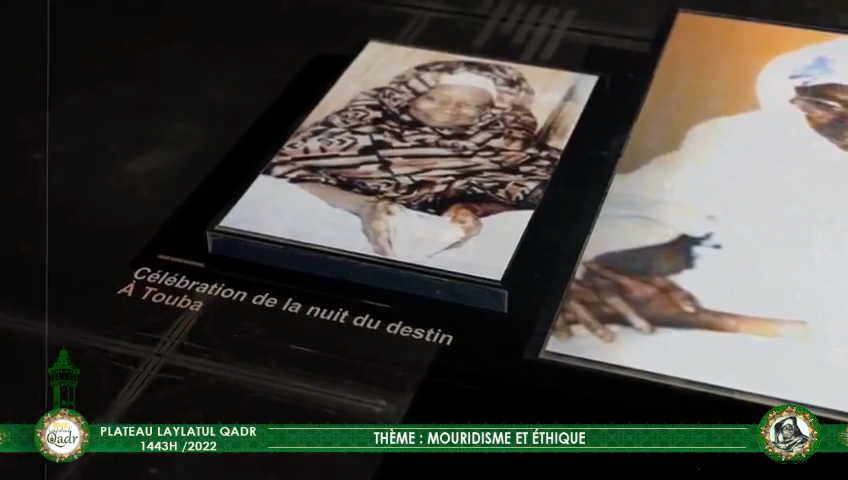 Célébration de la nuit du destin
À Touba
Qadr
PLATEAU LAYLATUL QADR
1443H /2022
THÈME : MOURIDISME ET ÉTHIQUE